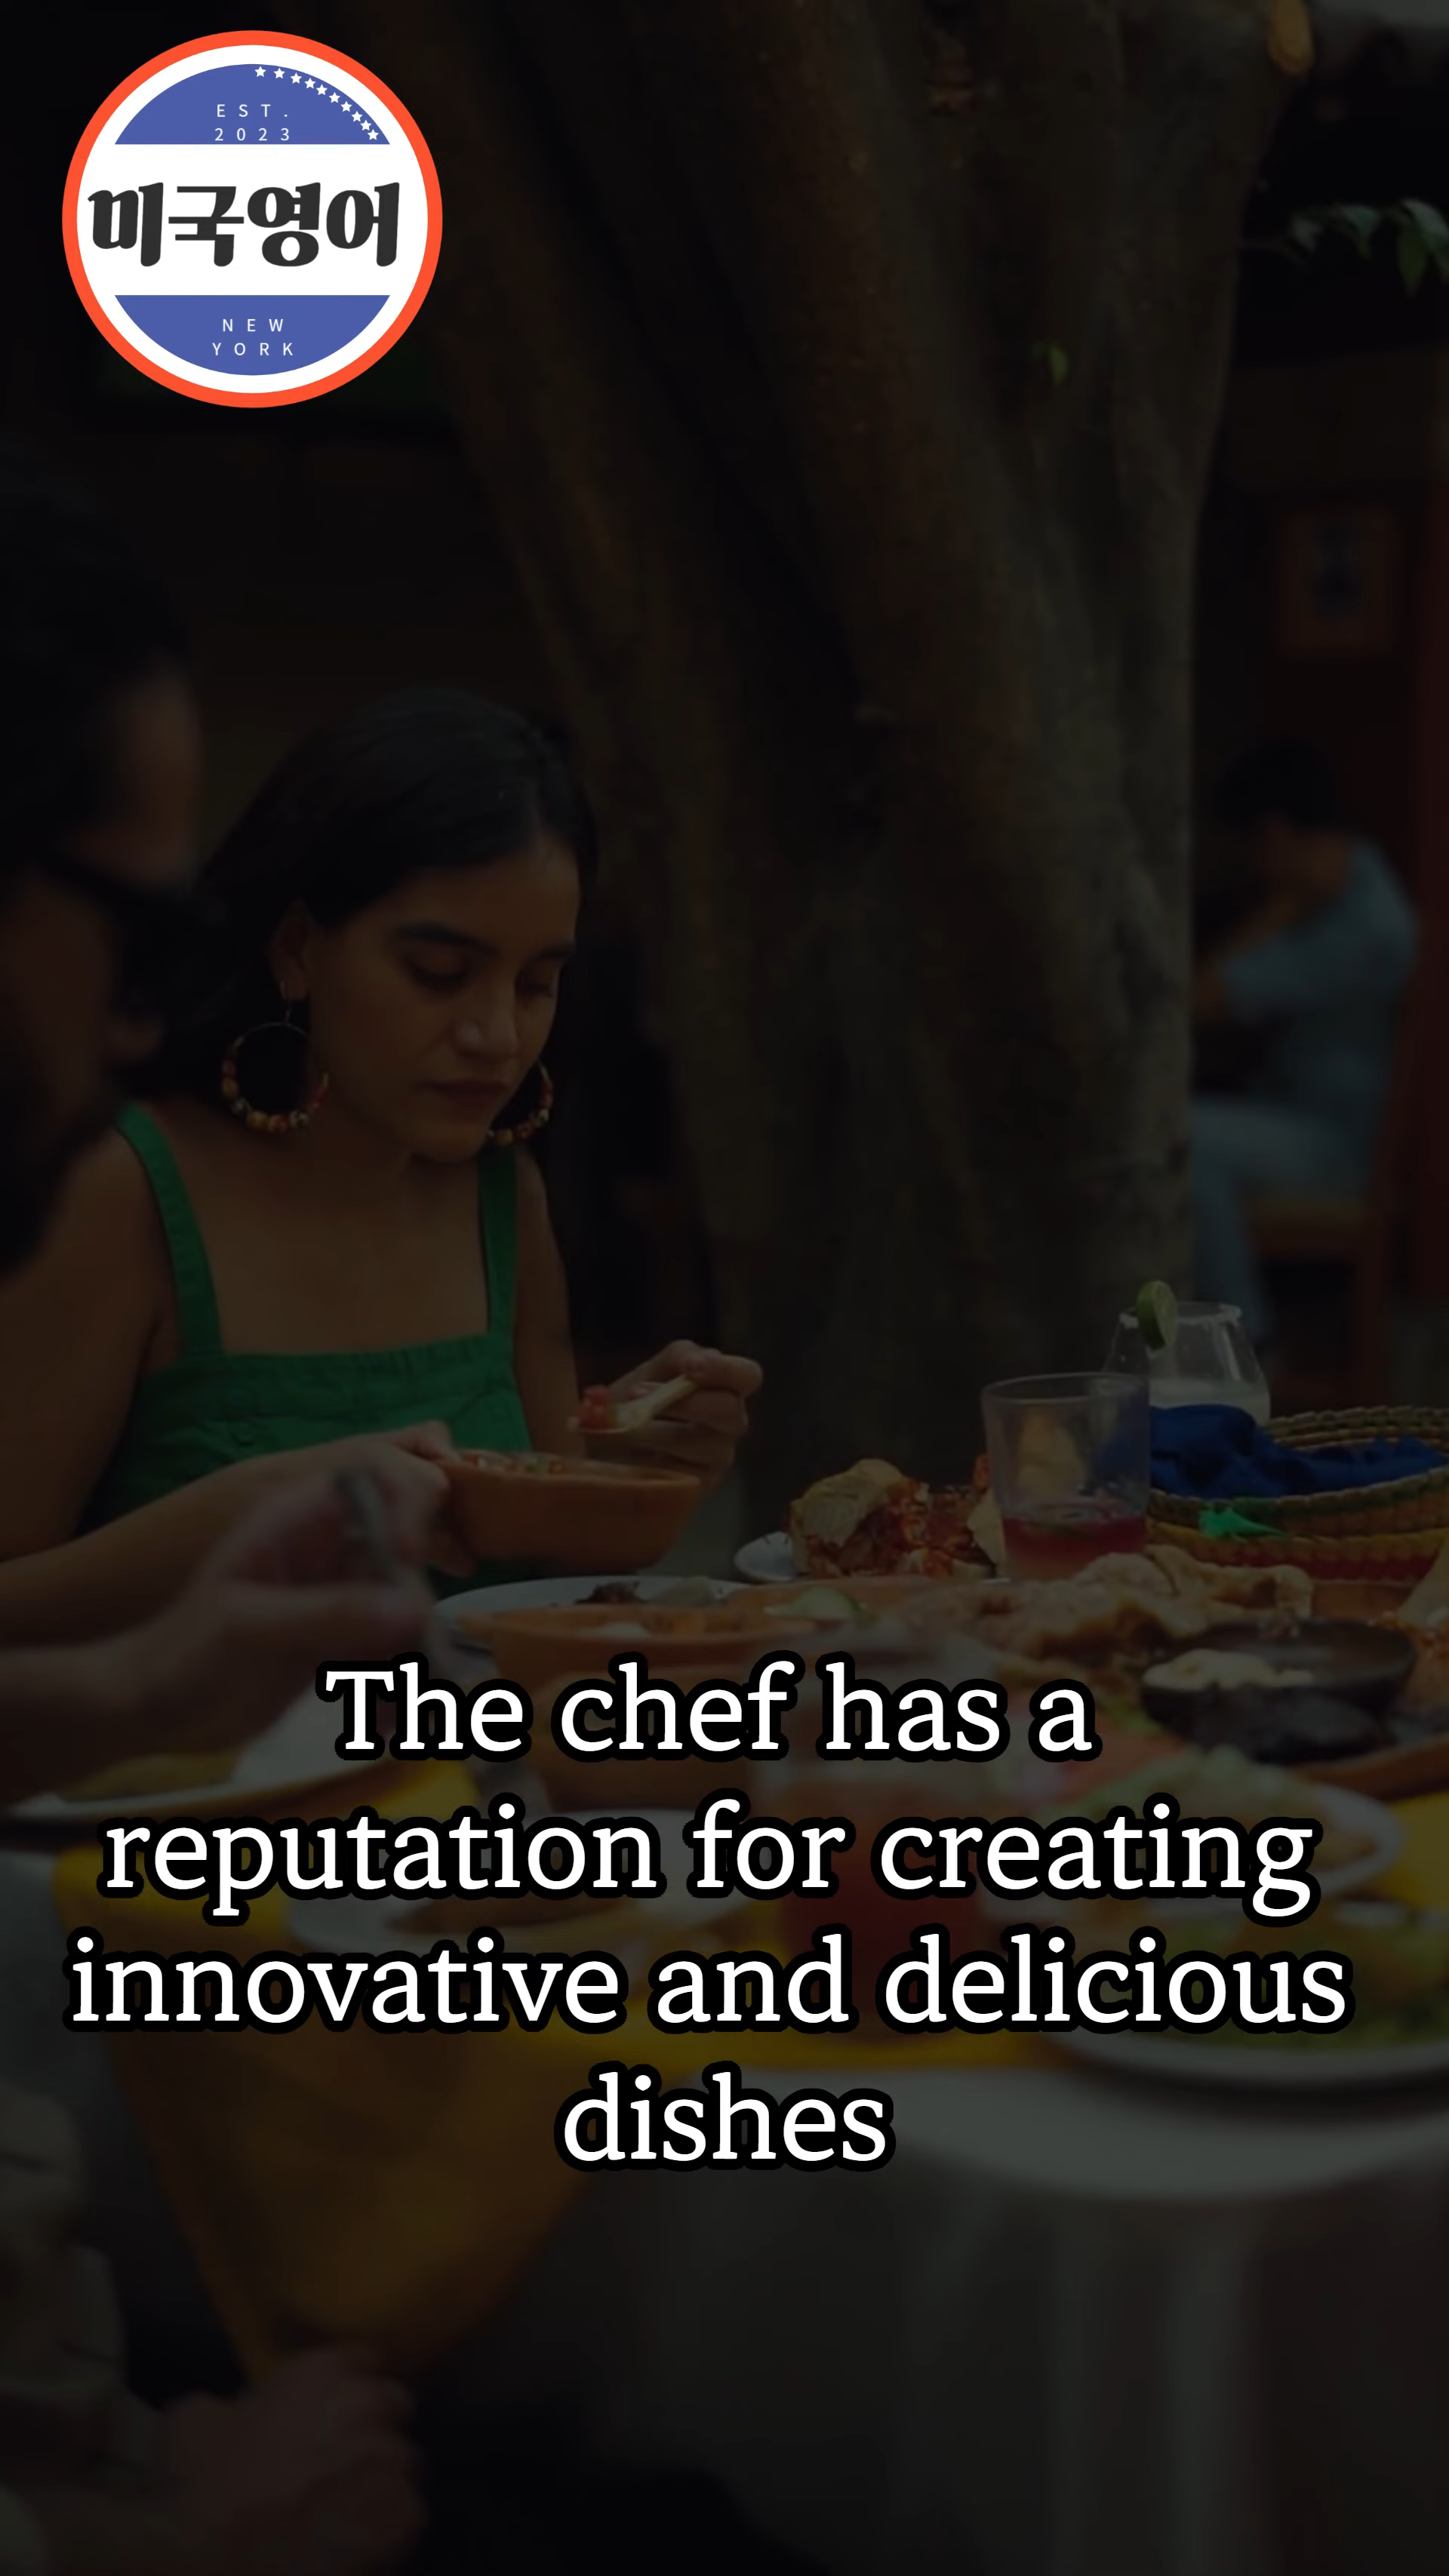 EST.
2023
미국영어
NEW
YORK
The chef has a
reputation for creating
innovative and delicious
dishes